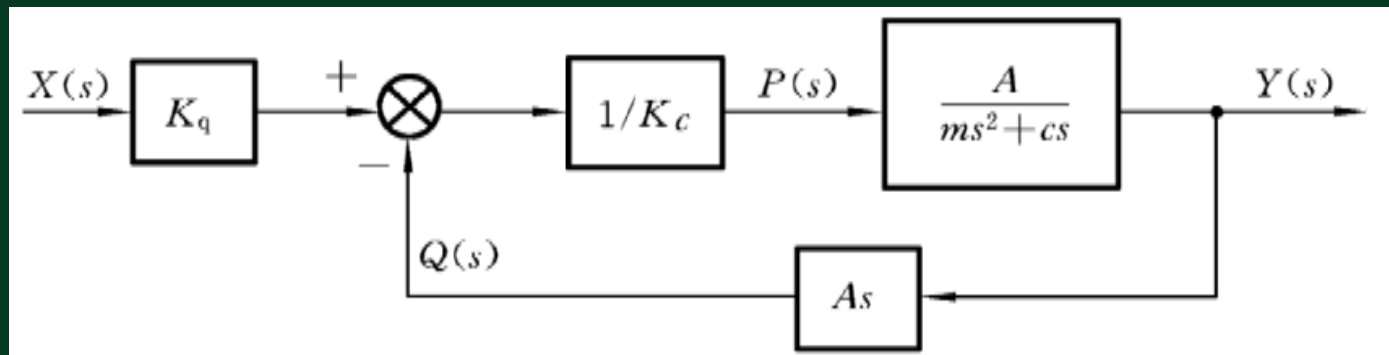 X(s)
K_q
+
−
1/K_c
P(s)
A
ms²+cs
Y(s)
Q(s)
As